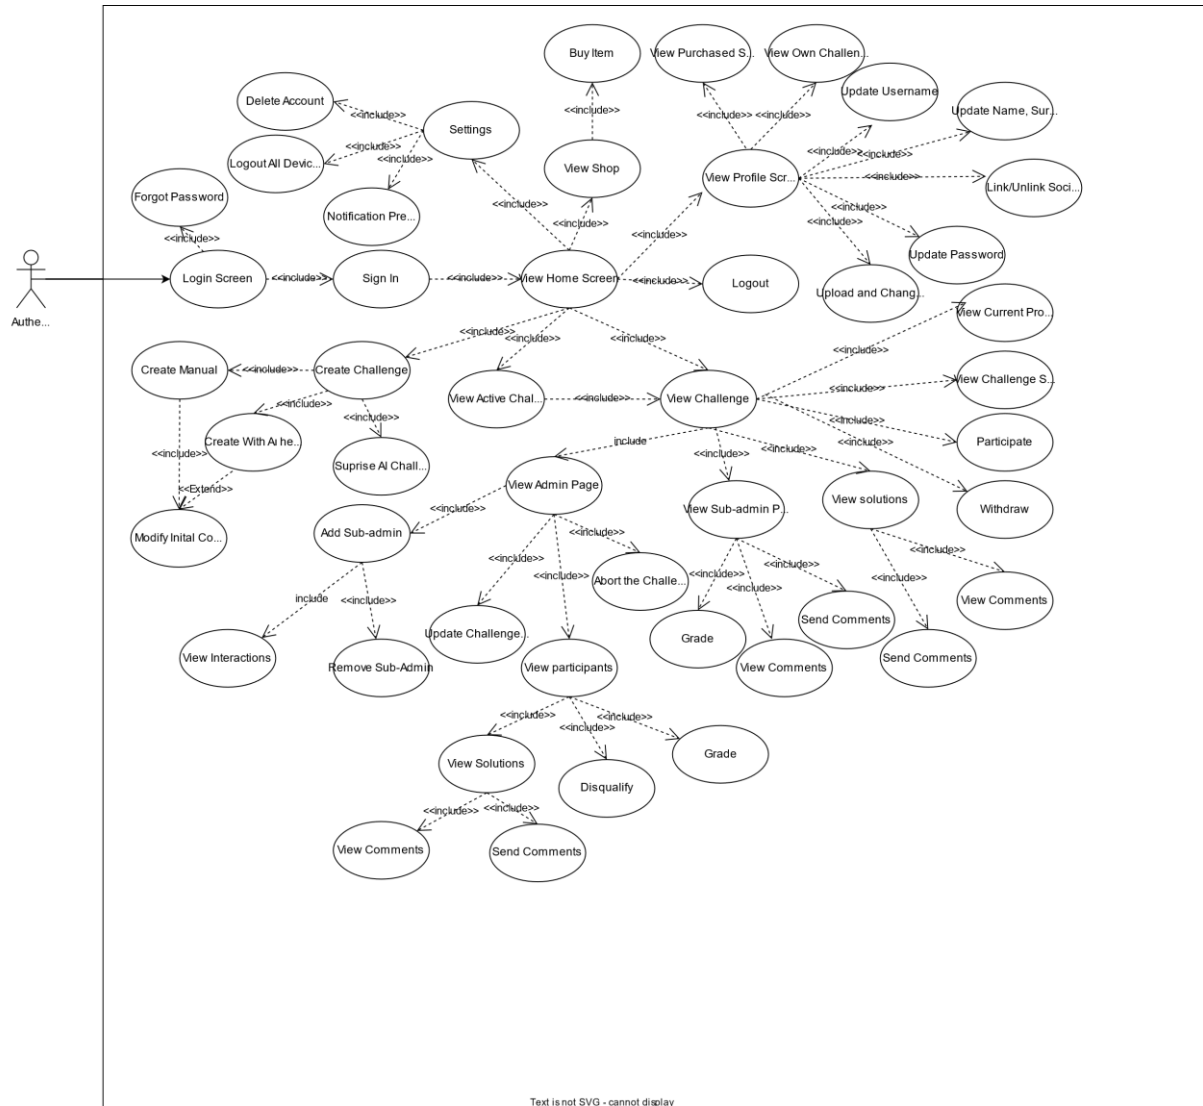 Buy Item
View Purchased S...
View Own Challen...
Update Username
Delete Account
<<include>>
<<include>>
<<include>>
<<include>>
Settings
Update Name, Sur...
<<include>>
<<include>>
Logout All Devic...
<<include>>
<<include>>
View Shop
View Profile Scr...
<<include>>
Link/Unlink Soci...
Forgot Password
Notification Pre...
<<include>>
<<include>>
<<include>>
<<include>>
<<include>>
<<include>>
Update Password
Login Screen
<<include>>
Sign In
<<include>>
View Home Screen
<<include>>
Logout
Upload and Chang...
Authe...
View Current Pro...
<<include>>
<<include>>
<<include>>
<<include>>
Create Manual
<<include>>
Create Challenge
View Challenge S...
<<include>>
View Active Chal...
<<include>>
View Challenge
<<include>>
<<include>>
<<include>>
Create With AI he...
include
<<include>>
Participate
<<include>>
<<include>>
<<include>>
Suprise AI Chall...
<<Extend>>
View Admin Page
View Sub-admin P...
View solutions
Withdraw
<<include>>
Modify Inital Co...
Add Sub-admin
<<include>>
<<include>>
<<include>>
<<include>>
<<include>>
<<include>>
<<include>>
Abort the Challe...
include
<<include>>
View Comments
Send Comments
Update Challenge...
Grade
View Interactions
Remove Sub-Admin
View participants
View Comments
Send Comments
<<include>>
<<include>>
<<include>>
View Solutions
Grade
Disqualify
<<include>>
<<include>>
View Comments
Send Comments
Text is not SVG - cannot display